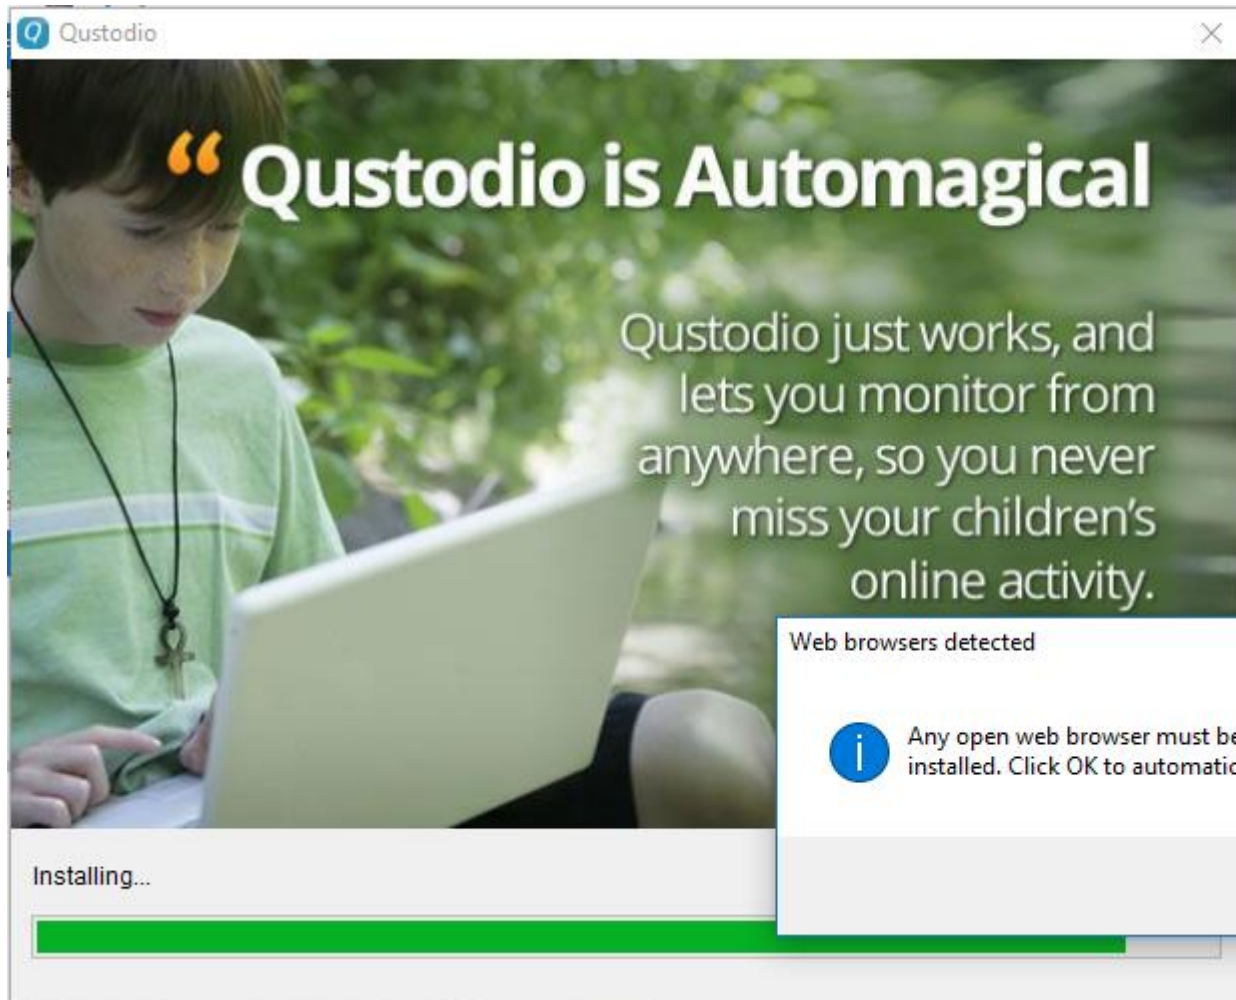 Qustodio
“ Qustodio is Automagical
Qustodio just works, and
lets you monitor from
anywhere, so you never
miss your children’s
online activity.
Web browsers detected
Any open web browser must be
installed. Click OK to automatic
Installing...